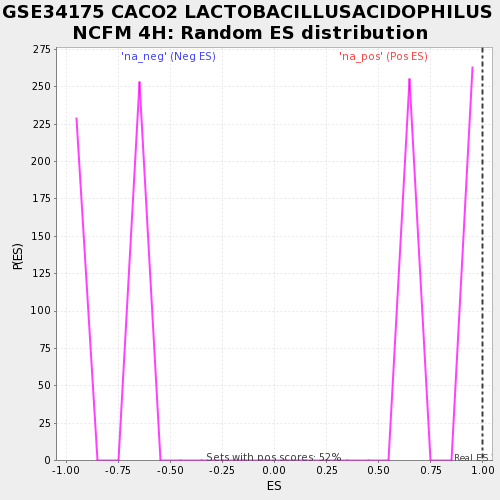 GSE34175 CACO2 LACTOBACILLUSACIDOPHILUS
NCFM 4H: Random ES distribution
'na_neg' (Neg ES)
'na_pos' (Pos ES)
275
250
225
200
175
150
125
100
75
50
25
0
P(ES)
Sets with pos scores: 52%
Real ES
-1.00 -0.75 -0.50 -0.25 0.00 0.25 0.50 0.75 1.00
ES